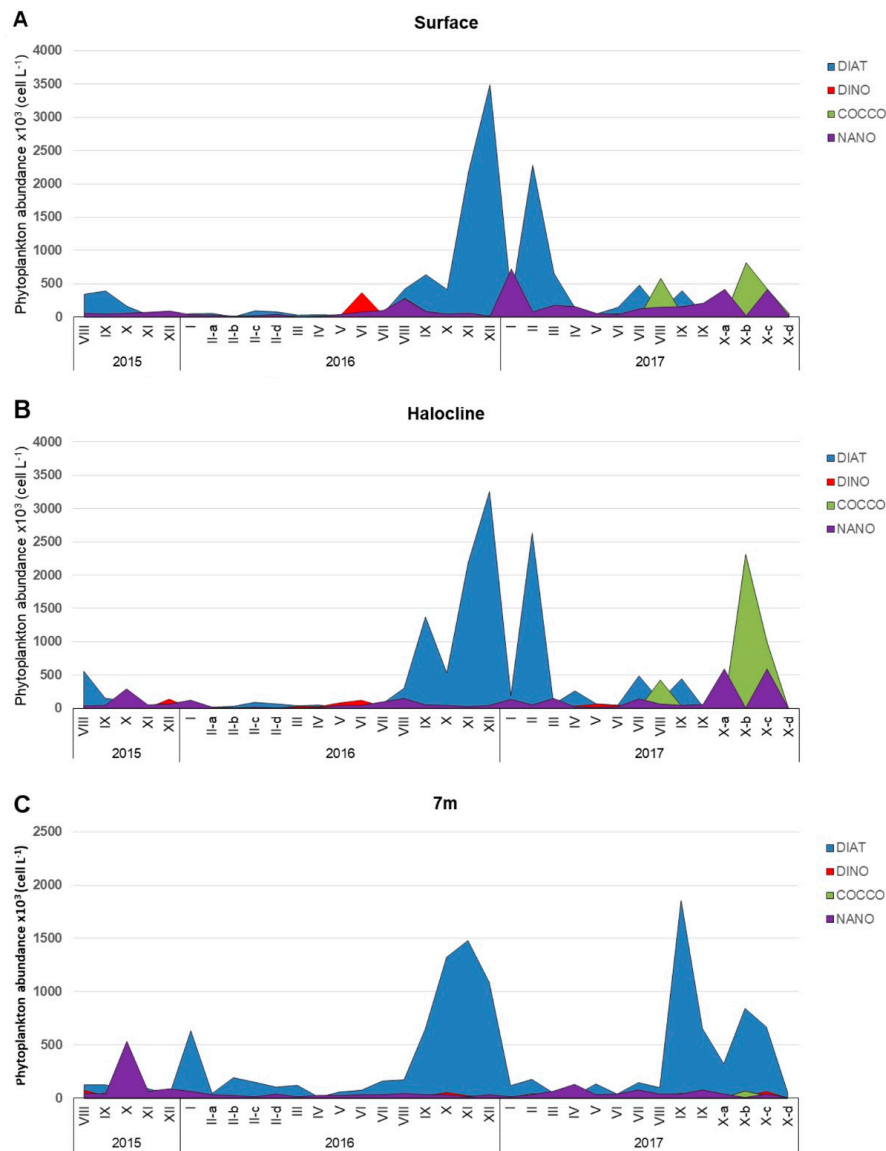 A
Surface
Phytoplankton abundance x10³ (cell L⁻¹)
4000
3500
3000
2500
2000
1500
1000
500
0
VIII IX X XI XII I II-a II-b II-c II-d III IV V VI VII VIII IX X XI XII I II III IV V VI VII VIII IX IX X-a X-b X-c X-d
2015 2016 2017
DIAT
DINO
COCCO
NANO
B
Halocline
Phytoplankton abundance x10³ (cell L⁻¹)
4000
3500
3000
2500
2000
1500
1000
500
0
VIII IX X XI XII I II-a II-b II-c II-d III IV V VI VII VIII IX X XI XII I II III IV V VI VII VIII IX IX X-a X-b X-c X-d
2015 2016 2017
DIAT
DINO
COCCO
NANO
C
7m
Phytoplankton abundance x10³ (cell L⁻¹)
2500
2000
1500
1000
500
0
VIII IX X XI XII I II-a II-b II-c II-d III IV V VI VII VIII IX X XI XII I II III IV V VI VII VIII IX IX X-a X-b X-c X-d
2015 2016 2017
DIAT
DINO
COCCO
NANO